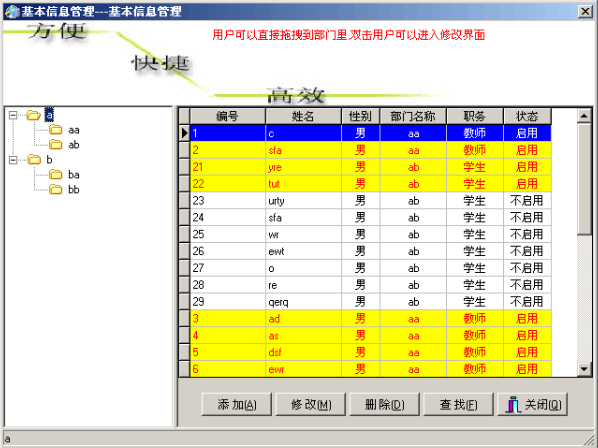 基本信息管理---基本信息管理
方便
快捷
高效
用户可以直接拖拽到部门里,双击用户可以进入修改界面
a
aa
ab
b
ba
bb
编号 姓名 性别 部门名称 职务 状态
1 c 男 aa 教师 启用
2 sfa 男 aa 教师 启用
21 yre 男 ab 学生 启用
22 tut 男 ab 学生 启用
23 urty 男 ab 学生 不启用
24 sfa 男 ab 学生 不启用
25 wr 男 ab 学生 不启用
26 ewt 男 ab 学生 不启用
27 o 男 ab 学生 不启用
28 re 男 ab 学生 不启用
29 qerq 男 ab 学生 不启用
3 ad 男 aa 教师 启用
4 as 男 aa 教师 启用
5 dsf 男 aa 教师 启用
6 ewr 男 aa 教师 启用
添加(A) 修改(M) 删除(D) 查找(F) 关闭(Q)
a